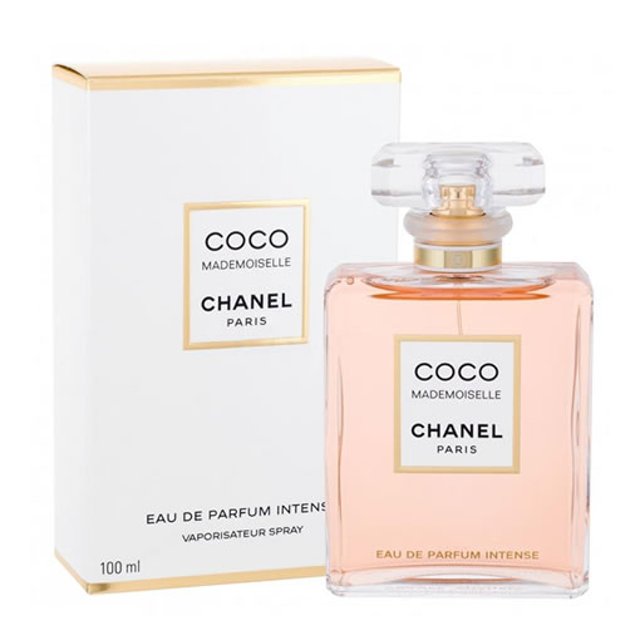 COCO
MADEMOISELLE
CHANEL
PARIS
EAU DE PARFUM INTENS
VAPORISATEUR SPRAY
100 ml
COCO
MADEMOISELLE
CHANEL
PARIS
EAU DE PARFUM INTENSE